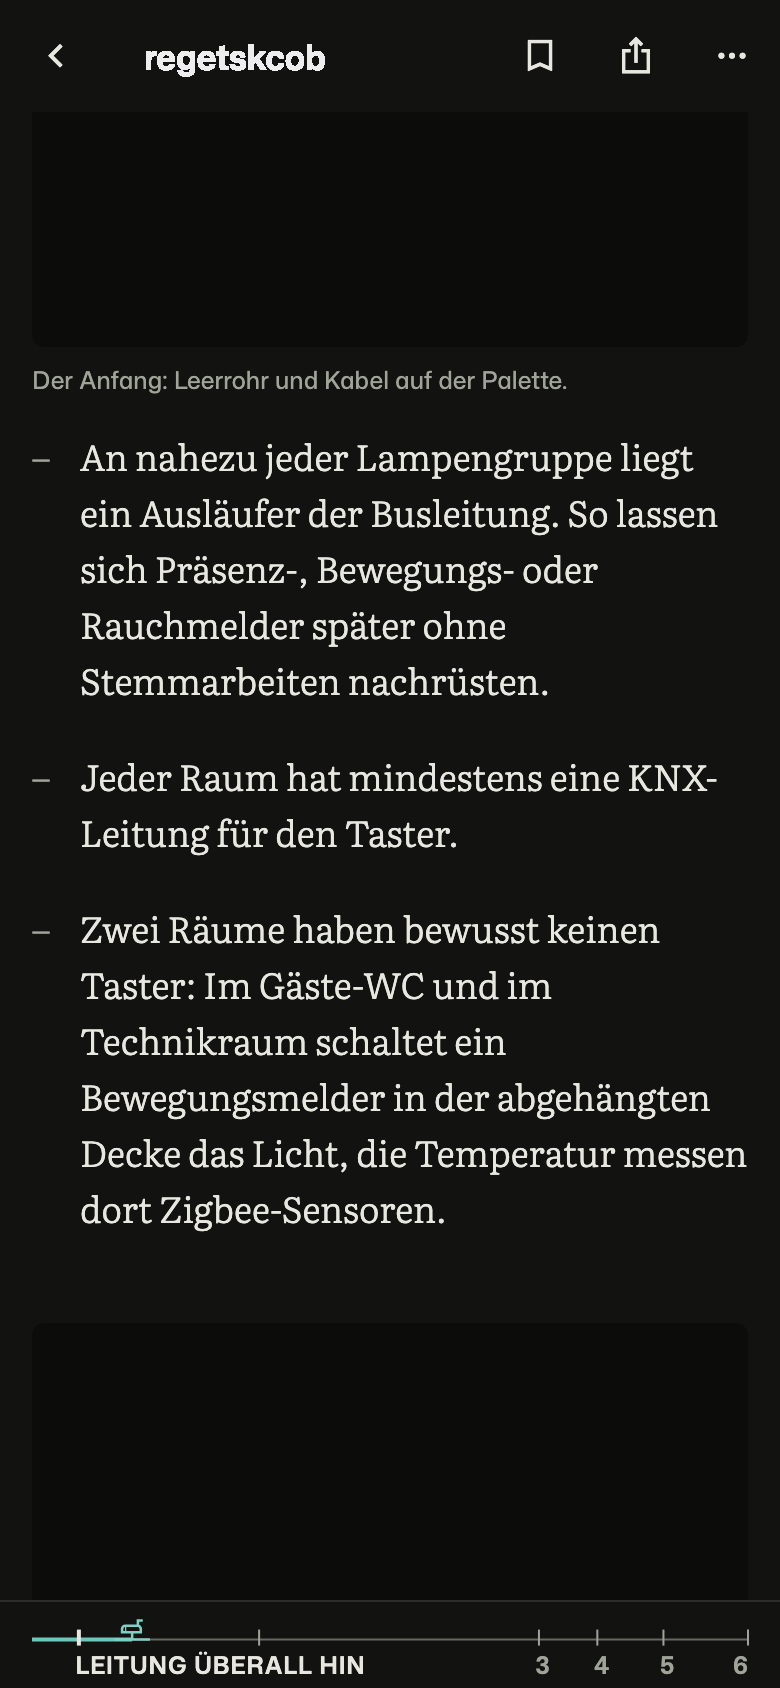 regetskcob
Der Anfang: Leerrohr und Kabel auf der Palette.
– An nahezu jeder Lampengruppe liegt
ein Ausläufer der Busleitung. So lassen
sich Präsenz-, Bewegungs- oder
Rauchmelder später ohne
Stemmarbeiten nachrüsten.
– Jeder Raum hat mindestens eine KNX-
Leitung für den Taster.
– Zwei Räume haben bewusst keinen
Taster: Im Gäste-WC und im
Technikraum schaltet ein
Bewegungsmelder in der abgehängten
Decke das Licht, die Temperatur messen
dort Zigbee-Sensoren.
LEITUNG ÜBERALL HIN 3 4 5 6